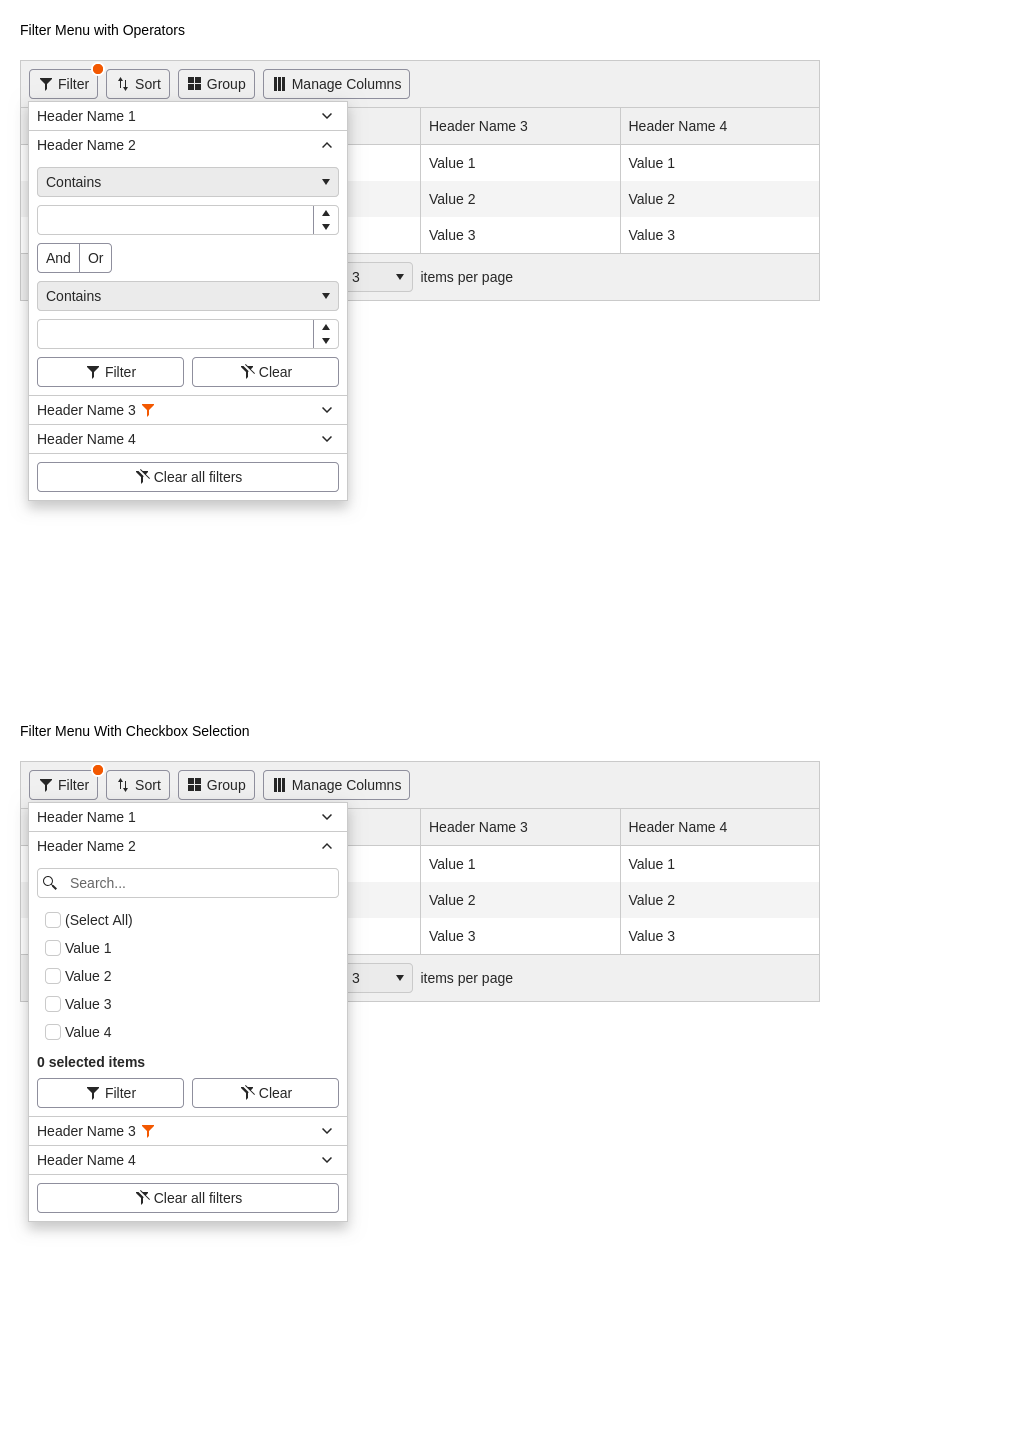 Filter Menu with Operators
Filter Sort Group Manage Columns
Header Name 1
Header Name 3 Header Name 4
Header Name 2
Value 1 Value 1
Contains
Value 2 Value 2
Value 3 Value 3
And Or
3 items per page
Contains
Filter Clear
Header Name 3
Header Name 4
Clear all filters
Filter Menu With Checkbox Selection
Filter Sort Group Manage Columns
Header Name 1
Header Name 3 Header Name 4
Header Name 2
Value 1 Value 1
Search...
Value 2 Value 2
(Select All)
Value 3 Value 3
Value 1
Value 2
3 items per page
Value 3
Value 4
0 selected items
Filter Clear
Header Name 3
Header Name 4
Clear all filters